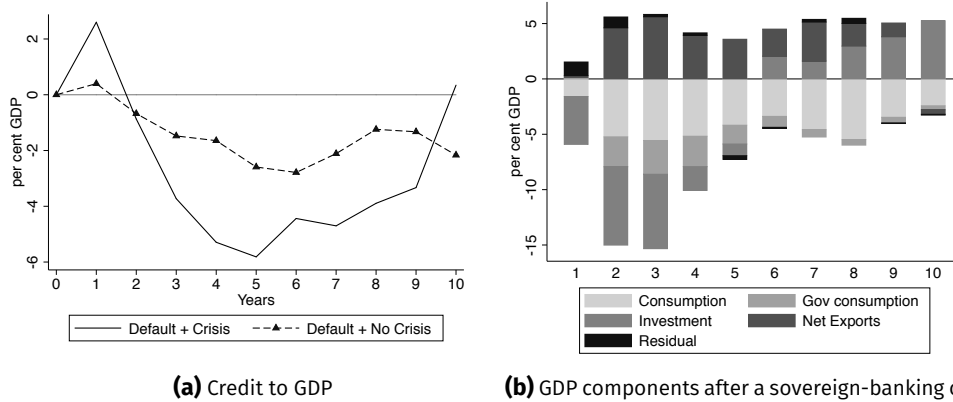 per cent GDP
2
0
-2
-4
-6
0 1 2 3 4 5 6 7 8 9 10
Years
Default + Crisis
Default + No Crisis
(a) Credit to GDP
per cent GDP
5
0
-5
-10
-15
1 2 3 4 5 6 7 8 9 10
Consumption
Gov consumption
Investment
Net Exports
Residual
(b) GDP components after a sovereign-banking